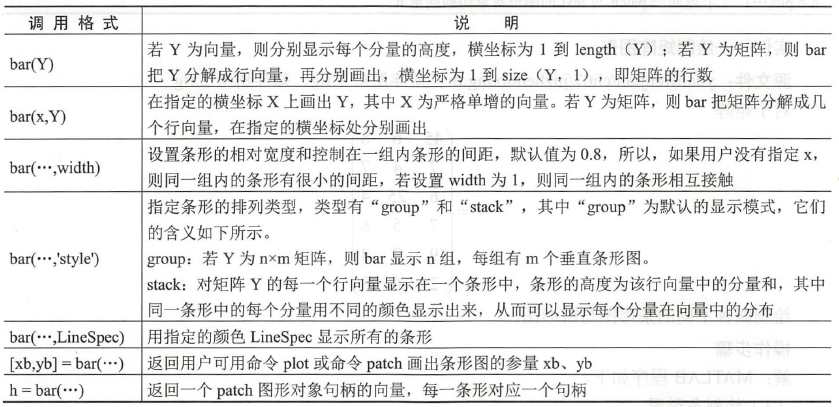 调 用 格 式 说 明
bar(Y) 若 Y 为向量，则分别显示每个分量的高度，横坐标为 1 到 length（Y）；若 Y 为矩阵，则 bar
把 Y 分解成行向量，再分别画出，横坐标为 1 到 size（Y，1），即矩阵的行数
bar(x,Y) 在指定的横坐标 X 上画出 Y，其中 X 为严格单增的向量。若 Y 为矩阵，则 bar 把矩阵分解成几
个行向量，在指定的横坐标处分别画出
bar(…,width) 设置条形的相对宽度和控制在一组内条形的间距，默认值为 0.8，所以，如果用户没有指定 x，
则同一组内的条形有很小的间距，若设置 width 为 1，则同一组内的条形相互接触
指定条形的排列类型，类型有“group”和“stack”，其中“group”为默认的显示模式，它们
的含义如下所示。
bar(…,'style') group：若 Y 为 n×m 矩阵，则 bar 显示 n 组，每组有 m 个垂直条形图。
stack：对矩阵 Y 的每一个行向量显示在一个条形中，条形的高度为该行向量中的分量和，其中
同一条形中的每个分量用不同的颜色显示出来，从而可以显示每个分量在向量中的分布
bar(…,LineSpec) 用指定的颜色 LineSpec 显示所有的条形
[xb,yb] = bar(…) 返回用户可用命令 plot 或命令 patch 画出条形图的参量 xb、yb
h = bar(…) 返回一个 patch 图形对象句柄的向量，每一条形对应一个句柄